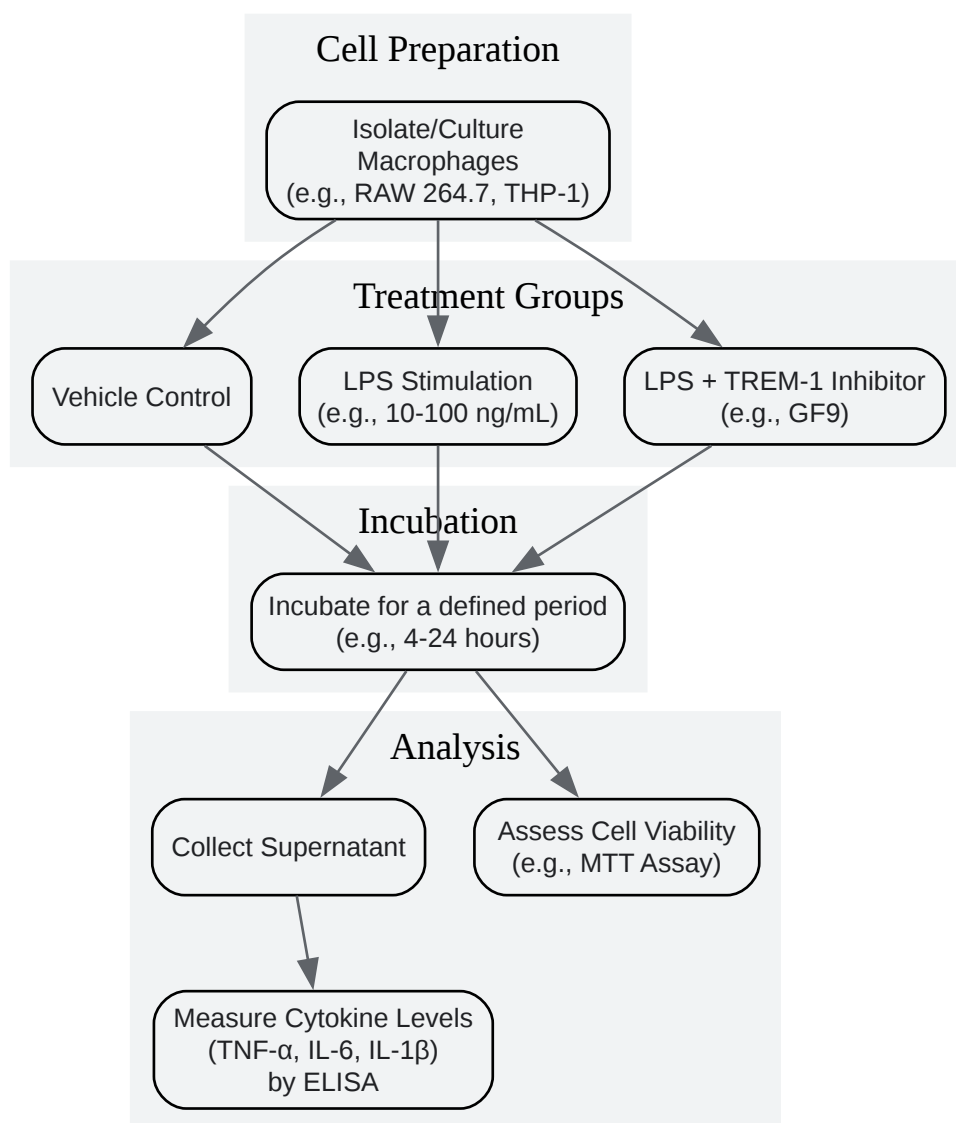 Cell Preparation
Isolate/Culture
Macrophages
(e.g., RAW 264.7, THP-1)
Treatment Groups
Vehicle Control
LPS Stimulation
(e.g., 10-100 ng/mL)
LPS + TREM-1 Inhibitor
(e.g., GF9)
Incubation
Incubate for a defined period
(e.g., 4-24 hours)
Analysis
Collect Supernatant
Assess Cell Viability
(e.g., MTT Assay)
Measure Cytokine Levels
(TNF-α, IL-6, IL-1β)
by ELISA